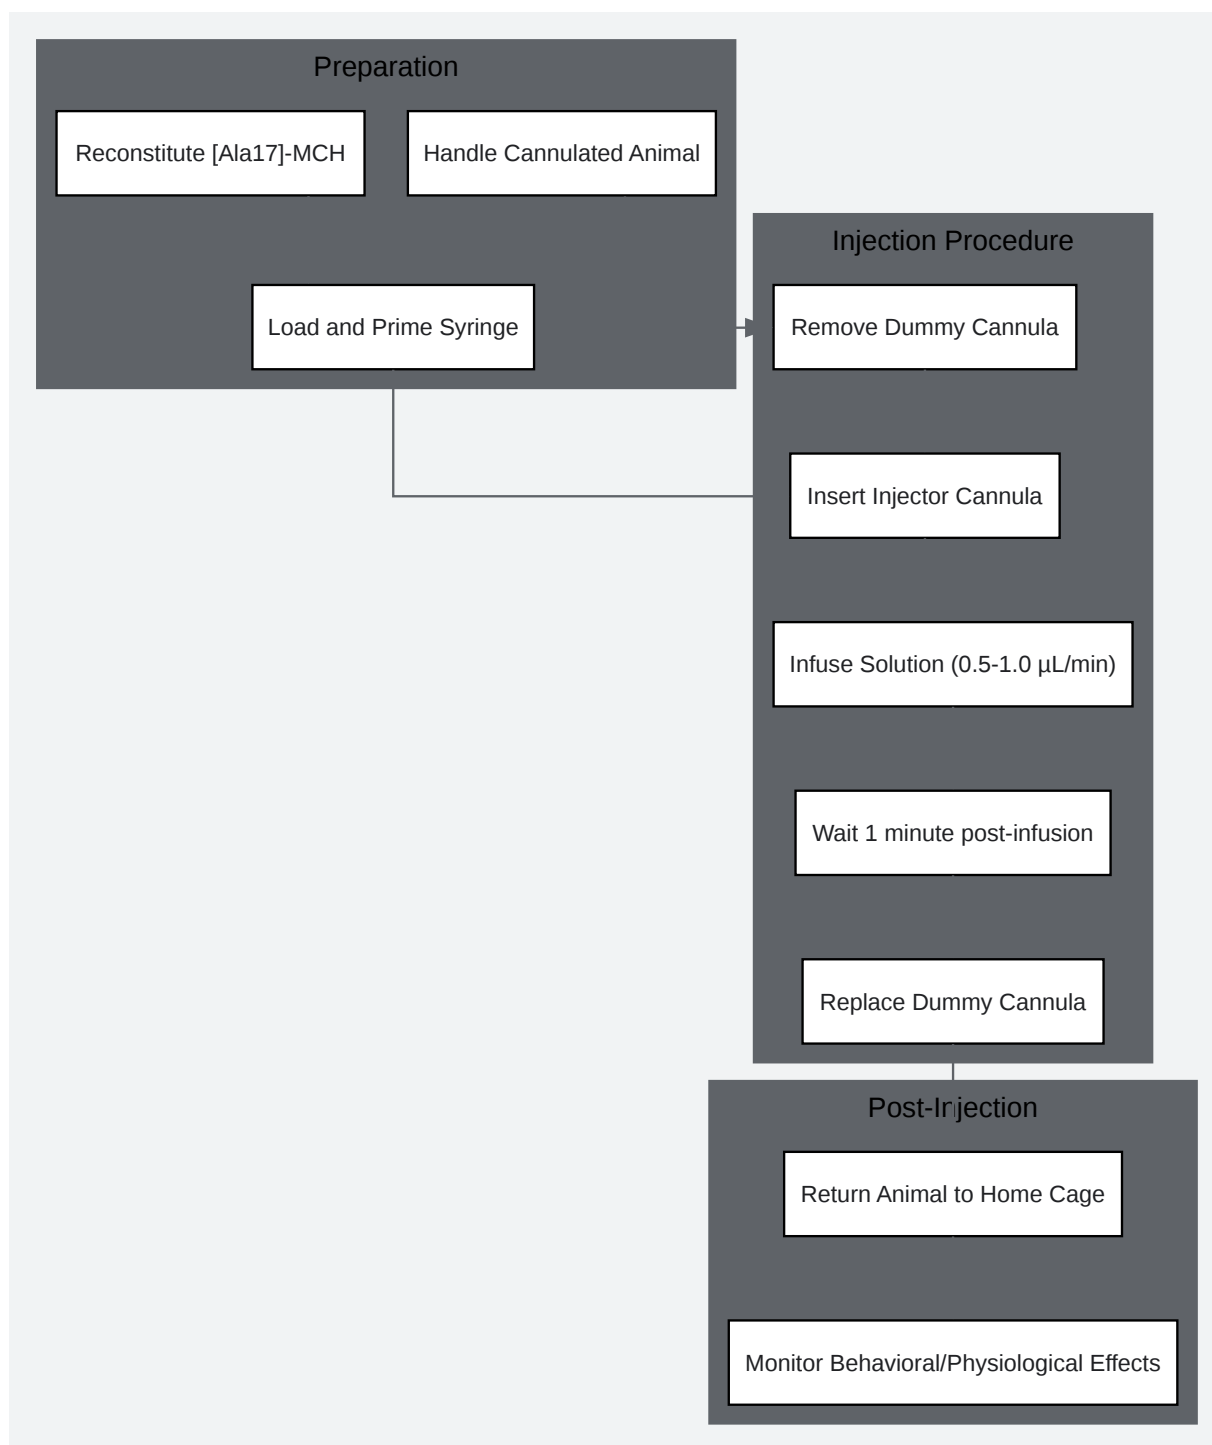 Preparation
Reconstitute [Ala17]-MCH
Handle Cannulated Animal
Load and Prime Syringe
Injection Procedure
Remove Dummy Cannula
Insert Injector Cannula
Infuse Solution (0.5-1.0 µL/min)
Wait 1 minute post-infusion
Replace Dummy Cannula
Post-Injection
Return Animal to Home Cage
Monitor Behavioral/Physiological Effects